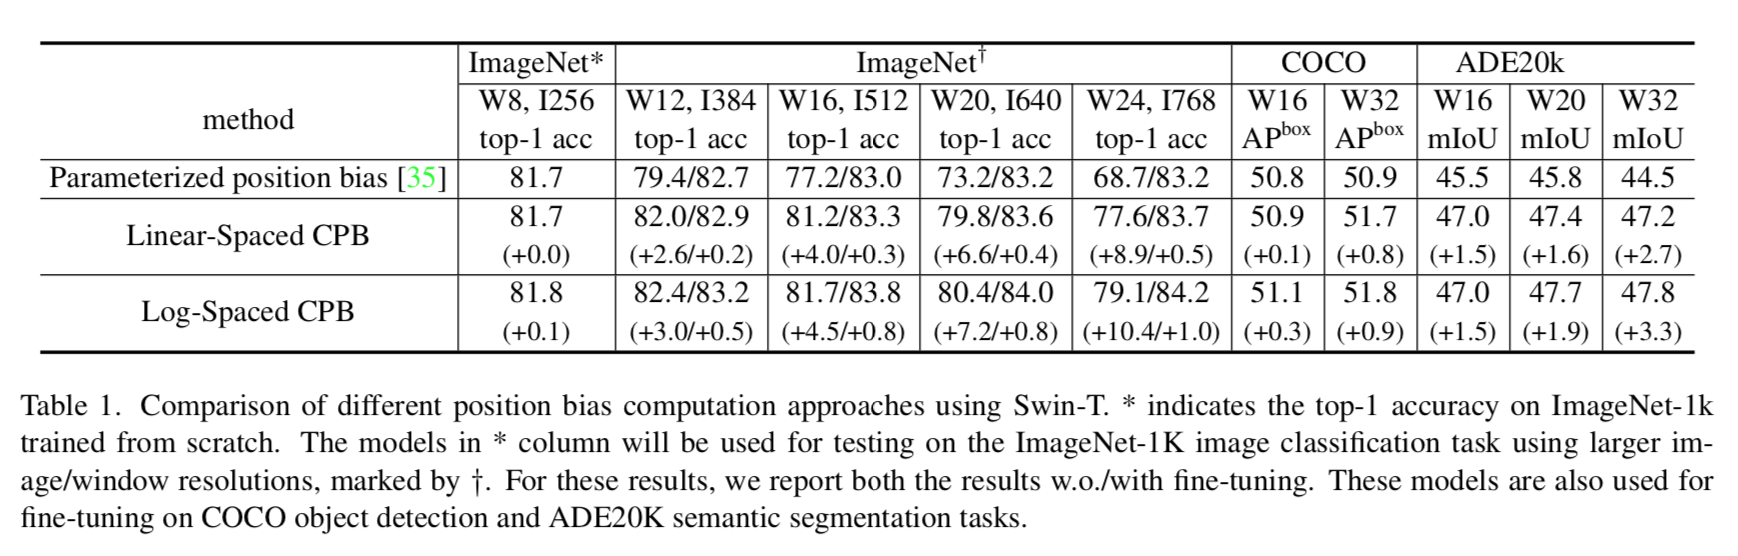 ImageNet* ImageNet† COCO ADE20k
method W8, I256 W12, I384 W16, I512 W20, I640 W24, I768 W16 W32 W16 W20 W32
top-1 acc top-1 acc top-1 acc top-1 acc top-1 acc APbox APbox mIoU mIoU mIoU
Parameterized position bias [35] 81.7 79.4/82.7 77.2/83.0 73.2/83.2 68.7/83.2 50.8 50.9 45.5 45.8 44.5
Linear-Spaced CPB 81.7 82.0/82.9 81.2/83.3 79.8/83.6 77.6/83.7 50.9 51.7 47.0 47.4 47.2
(+0.0) (+2.6/+0.2) (+4.0/+0.3) (+6.6/+0.4) (+8.9/+0.5) (+0.1) (+0.8) (+1.5) (+1.6) (+2.7)
Log-Spaced CPB 81.8 82.4/83.2 81.7/83.8 80.4/84.0 79.1/84.2 51.1 51.8 47.0 47.7 47.8
(+0.1) (+3.0/+0.5) (+4.5/+0.8) (+7.2/+0.8) (+10.4/+1.0) (+0.3) (+0.9) (+1.5) (+1.9) (+3.3)
Table 1. Comparison of different position bias computation approaches using Swin-T. * indicates the top-1 accuracy on ImageNet-1k
trained from scratch. The models in * column will be used for testing on the ImageNet-1K image classification task using larger im-
age/window resolutions, marked by †. For these results, we report both the results w.o./with fine-tuning. These models are also used for
fine-tuning on COCO object detection and ADE20K semantic segmentation tasks.